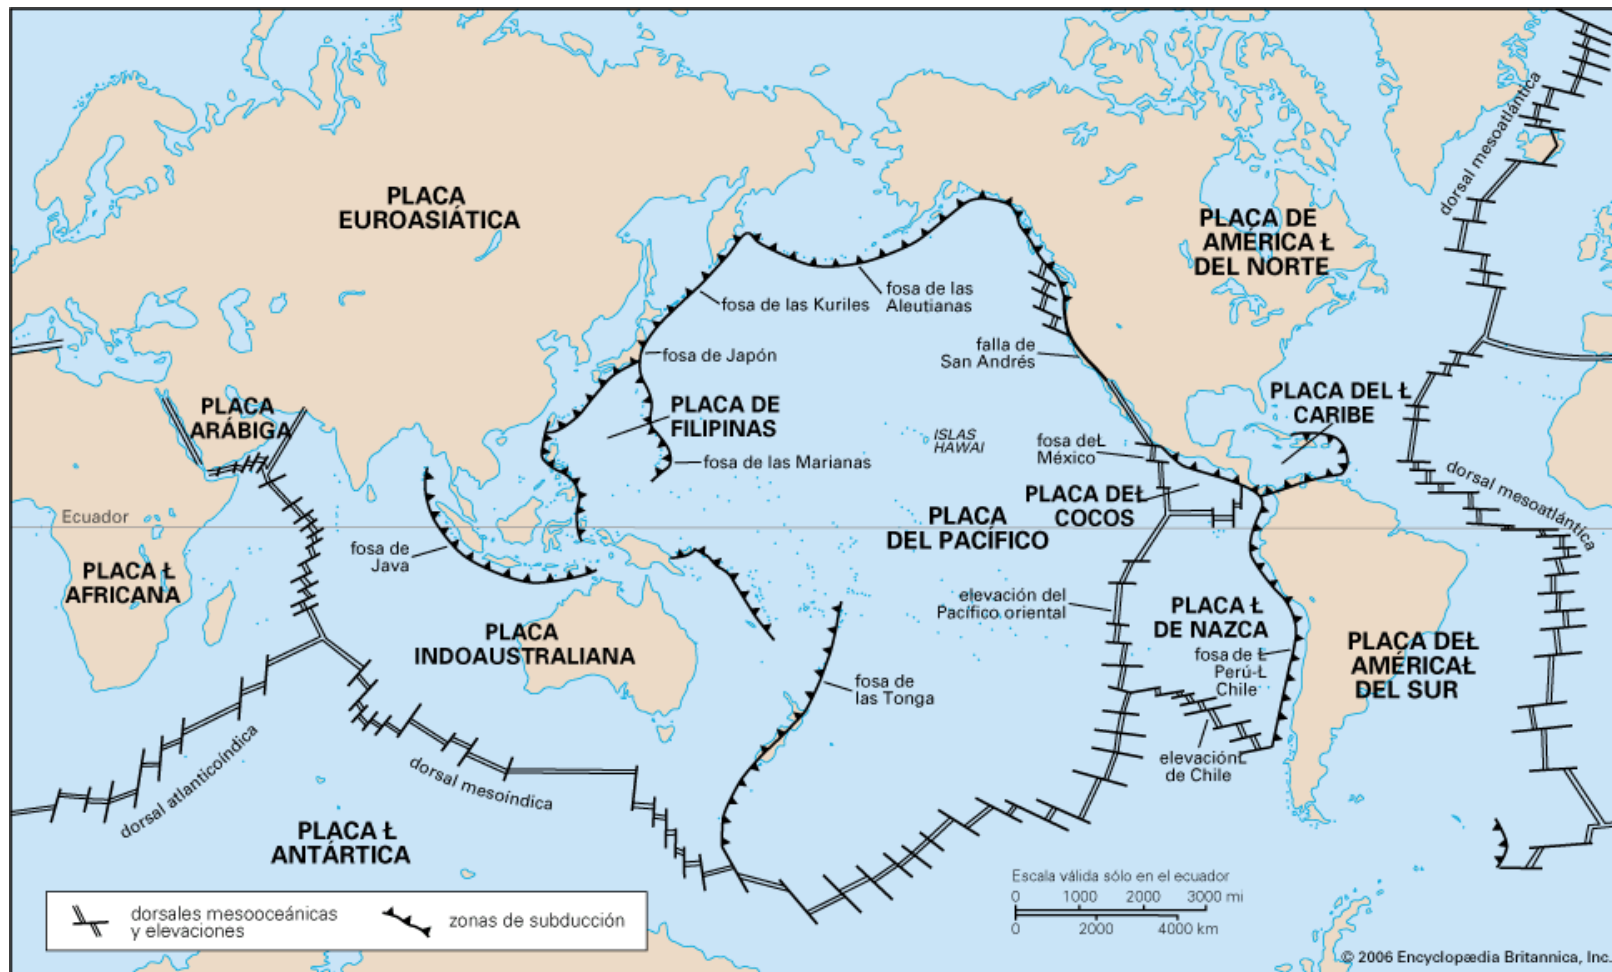 PLACA
EUROASIÁTICA
PLACA DE
AMÉRICA Ł
DEL NORTE
dorsal mesoatlántica
fosa de las Kuriles
fosa de las
Aleutianas
fosa de Japón
falla de
San Andrés
PLACA
ARÁBIGA
PLACA DE
FILIPINAS
PLACA DEL Ł
CARIBE
ISLAS
HAWAI
fosa deŁ
México
fosa de las Marianas
dorsal mesoatlántica
PLACA DEŁ
COCOS
Ecuador
PLACA
DEL PACÍFICO
fosa de
Java
PLACA Ł
AFRICANA
elevación del
Pacífico oriental
PLACA Ł
DE NAZCA
PLACA
INDOAUSTRALIANA
PLACA DEŁ
AMÉRICAŁ
DEL SUR
fosa de Ł
Perú-Ł
Chile
fosa de
las Tonga
elevaciónŁ
de Chile
dorsal atlanticoíndica
dorsal mesoíndica
PLACA Ł
ANTÁRTICA
Escala válida sólo en el ecuador
0 1000 2000 3000 mi
0 2000 4000 km
dorsales mesooceánicas
y elevaciones
zonas de subducción
© 2006 Encyclopædia Britannica, Inc.